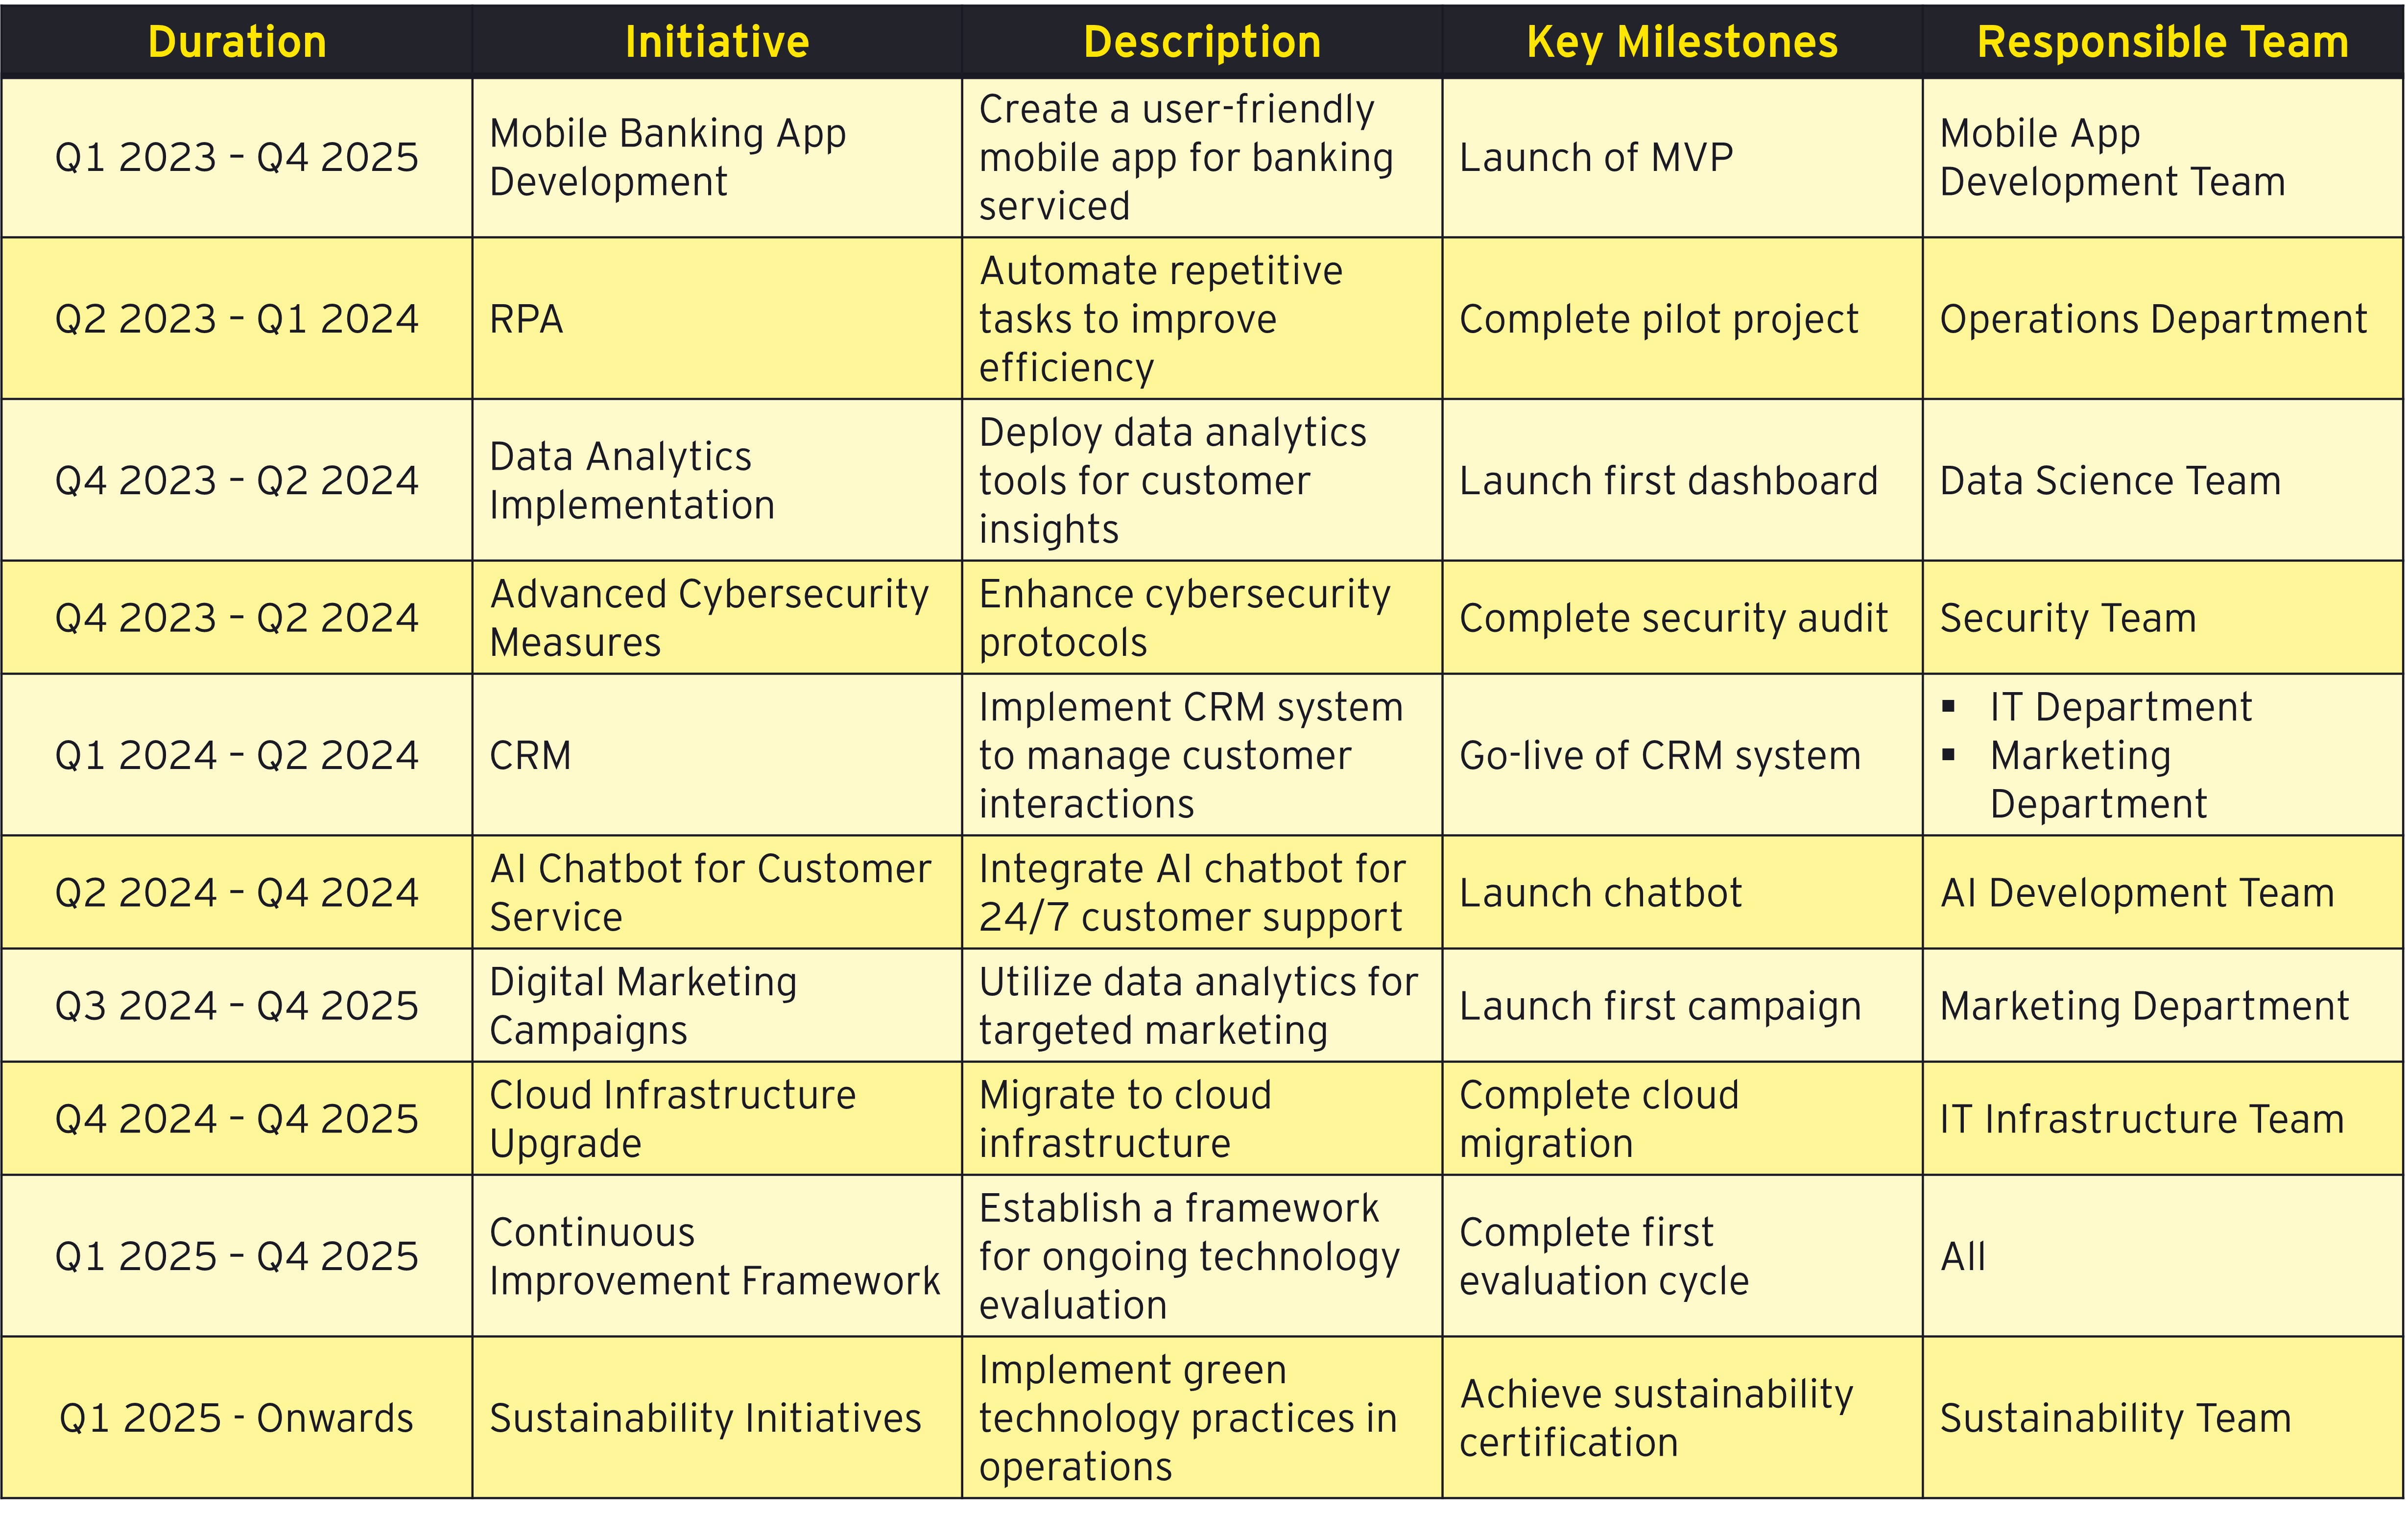 Duration Initiative Description Key Milestones Responsible Team
Q1 2023 – Q4 2025
Mobile Banking App
Development
Create a user-friendly
mobile app for banking
serviced
Launch of MVP
Mobile App
Development Team
Q2 2023 – Q1 2024
RPA
Automate repetitive
tasks to improve
efficiency
Complete pilot project
Operations Department
Q4 2023 – Q2 2024
Data Analytics
Implementation
Deploy data analytics
tools for customer
insights
Launch first dashboard
Data Science Team
Q4 2023 – Q2 2024
Advanced Cybersecurity
Measures
Enhance cybersecurity
protocols
Complete security audit
Security Team
Q1 2024 – Q2 2024
CRM
Implement CRM system
to manage customer
interactions
Go-live of CRM system
▪ IT Department
▪ Marketing
Department
Q2 2024 – Q4 2024
AI Chatbot for Customer
Service
Integrate AI chatbot for
24/7 customer support
Launch chatbot
AI Development Team
Q3 2024 – Q4 2025
Digital Marketing
Campaigns
Utilize data analytics for
targeted marketing
Launch first campaign
Marketing Department
Q4 2024 – Q4 2025
Cloud Infrastructure
Upgrade
Migrate to cloud
infrastructure
Complete cloud
migration
IT Infrastructure Team
Q1 2025 – Q4 2025
Continuous
Improvement Framework
Establish a framework
for ongoing technology
evaluation
Complete first
evaluation cycle
All
Q1 2025 - Onwards
Sustainability Initiatives
Implement green
technology practices in
operations
Achieve sustainability
certification
Sustainability Team